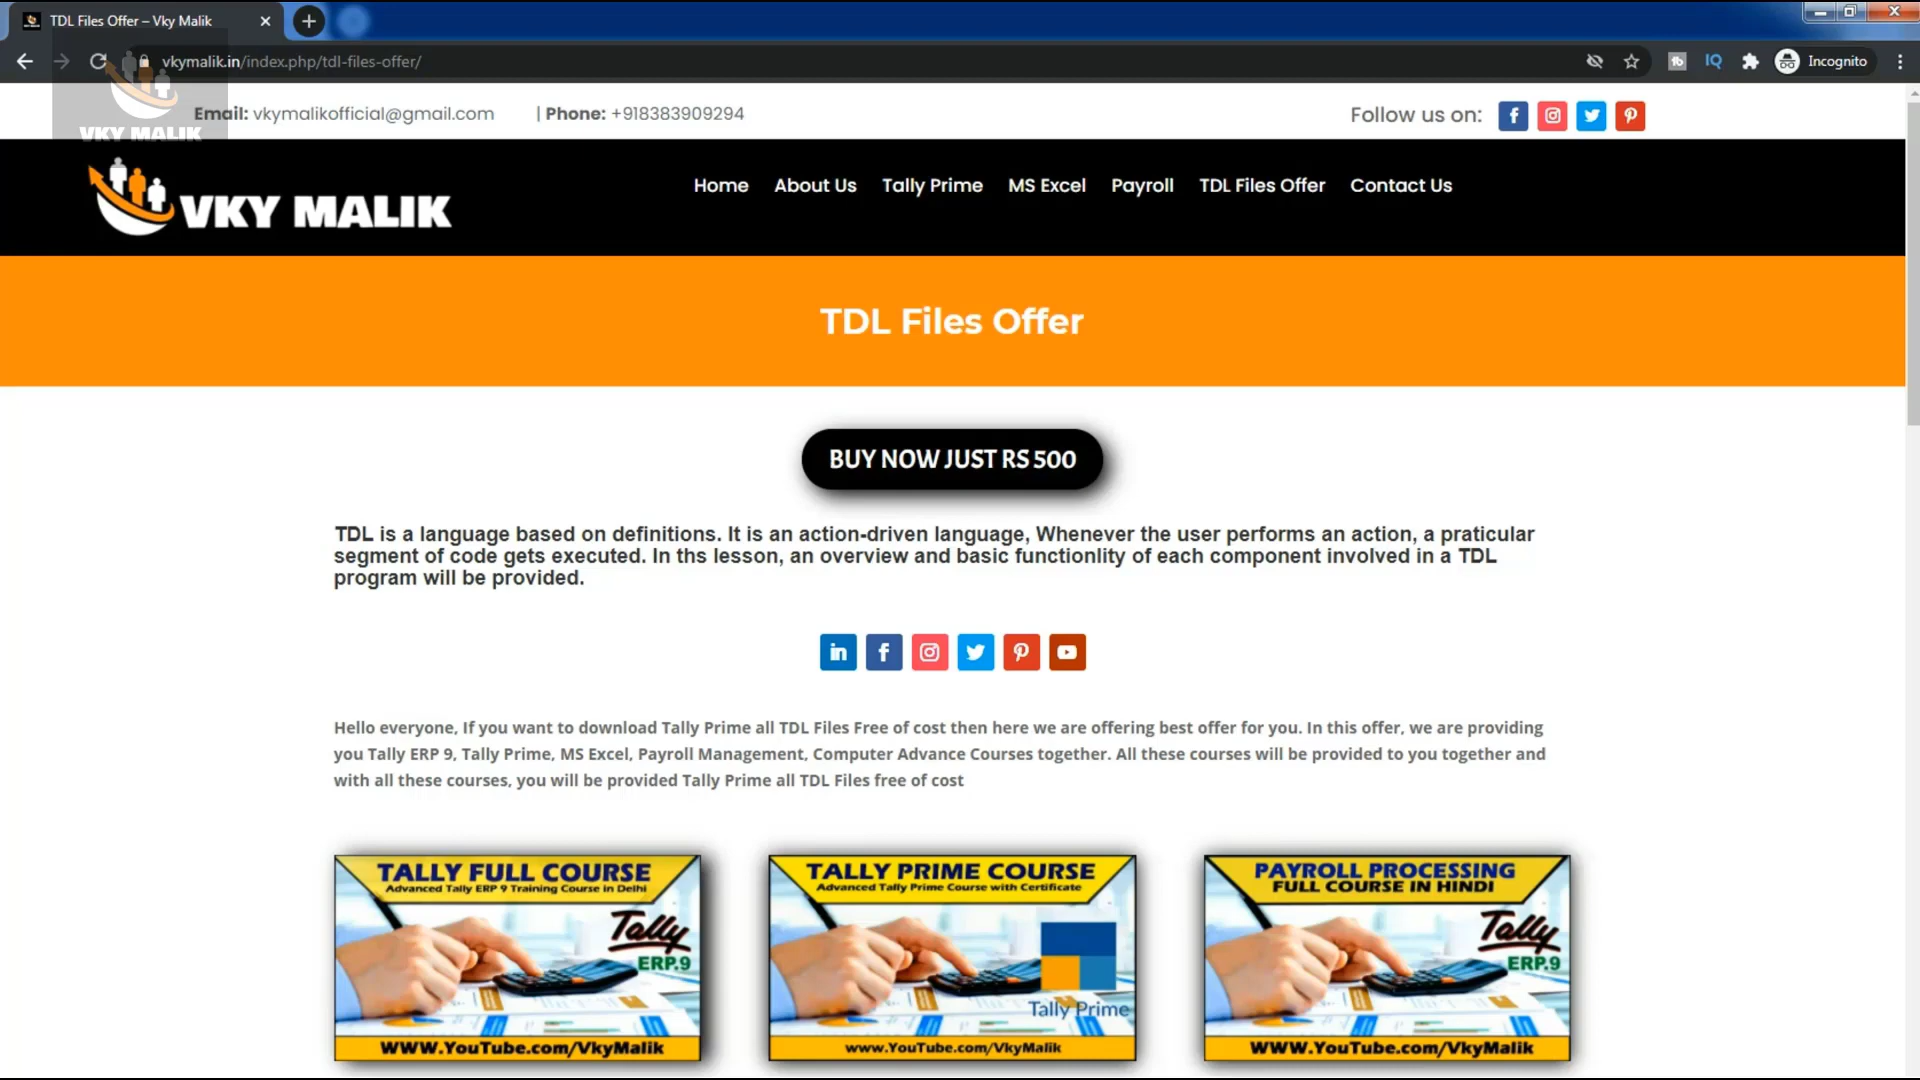 TDL Files Offer – Vky Malik
vkymalik.in/index.php/tdl-files-offer/
IQ
Incognito
VKY MALIK
Email: vkymalikofficial@gmail.com | Phone: +918383909294
Follow us on:
VKY MALIK
Home About Us Tally Prime MS Excel Payroll TDL Files Offer Contact Us
TDL Files Offer
BUY NOW JUST RS 500
TDL is a language based on definitions. It is an action-driven language, Whenever the user performs an action, a praticular
segment of code gets executed. In ths lesson, an overview and basic functionlity of each component involved in a TDL
program will be provided.
Hello everyone, If you want to download Tally Prime all TDL Files Free of cost then here we are offering best offer for you. In this offer, we are providing
you Tally ERP 9, Tally Prime, MS Excel, Payroll Management, Computer Advance Courses together. All these courses will be provided to you together and
with all these courses, you will be provided Tally Prime all TDL Files free of cost
TALLY FULL COURSE
Advanced Tally ERP 9 Training Course in Delhi
Tally
ERP.9
WWW.YouTube.com/VkyMalik
TALLY PRIME COURSE
Advanced Tally Prime Course with Certificate
Tally Prime
www.YouTube.com/VkyMalik
PAYROLL PROCESSING
FULL COURSE IN HINDI
Tally
ERP.9
WWW.YouTube.com/VkyMalik